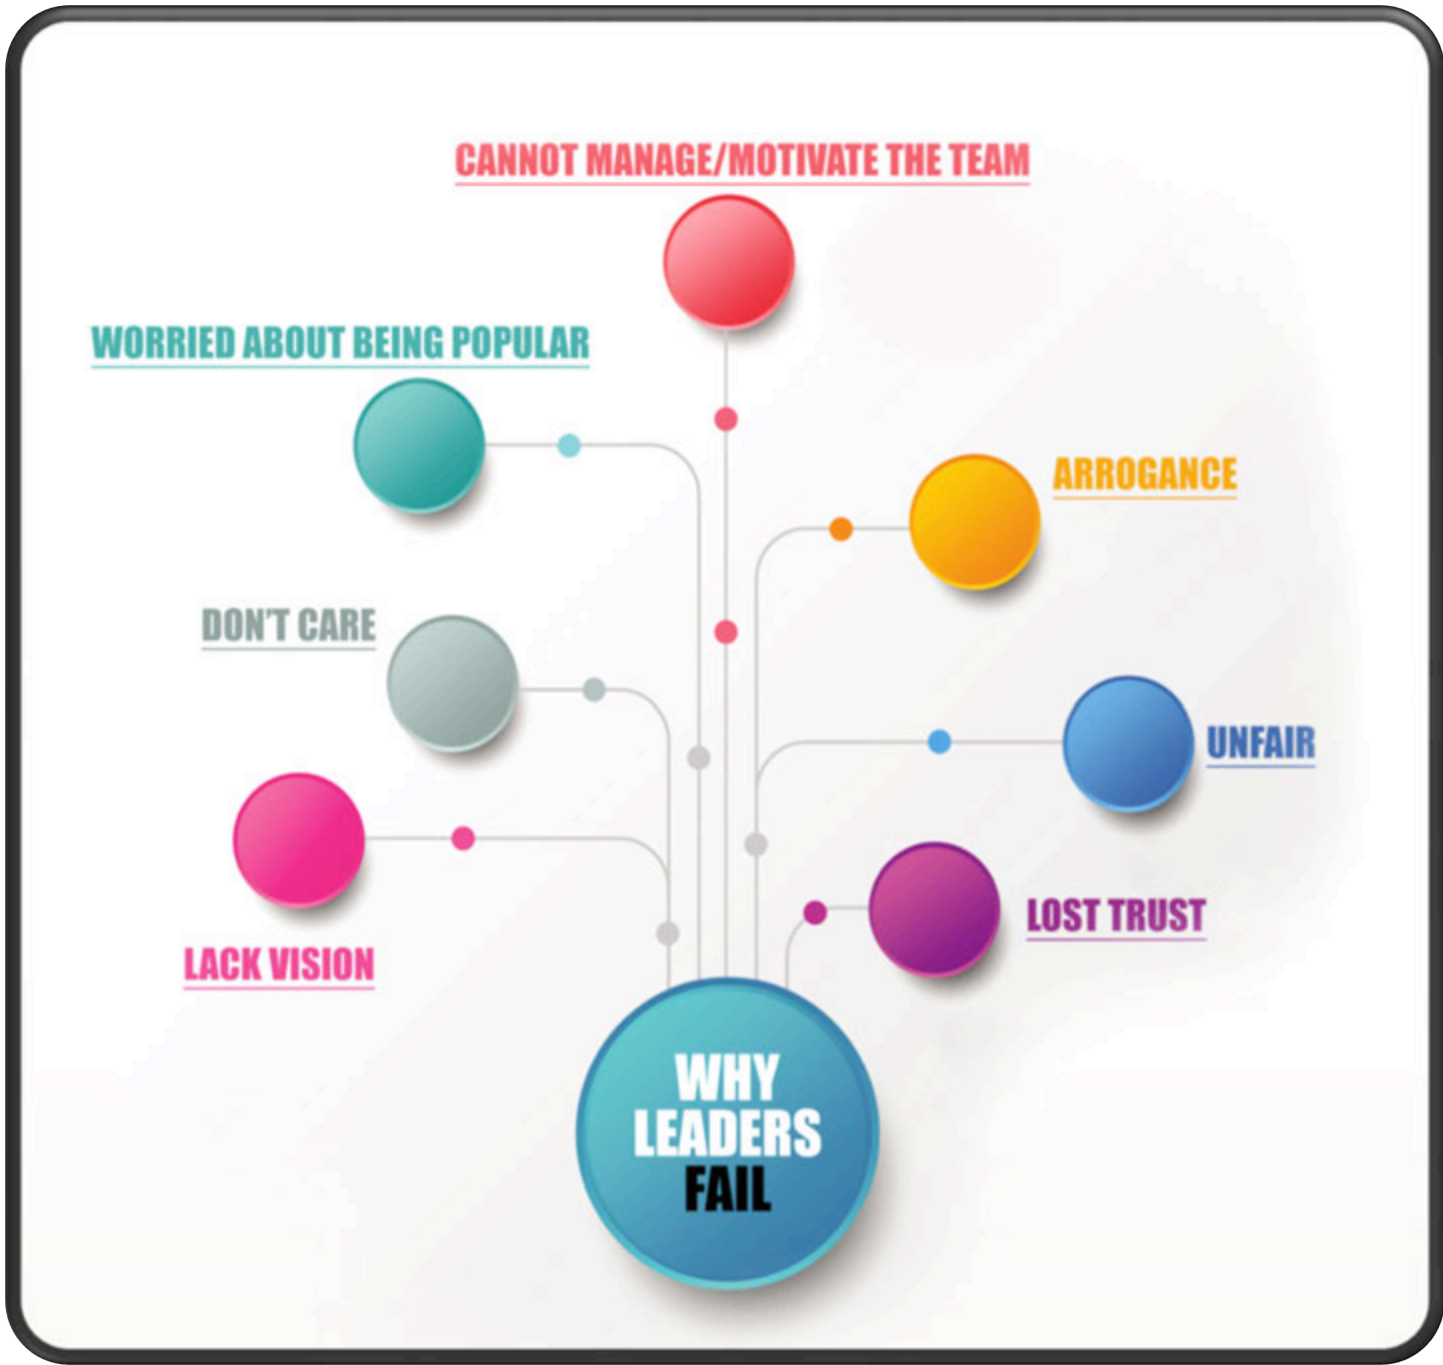 CANNOT MANAGE/MOTIVATE THE TEAM
WORRIED ABOUT BEING POPULAR
ARROGANCE
DON'T CARE
UNFAIR
LOST TRUST
LACK VISION
WHY
LEADERS
FAIL